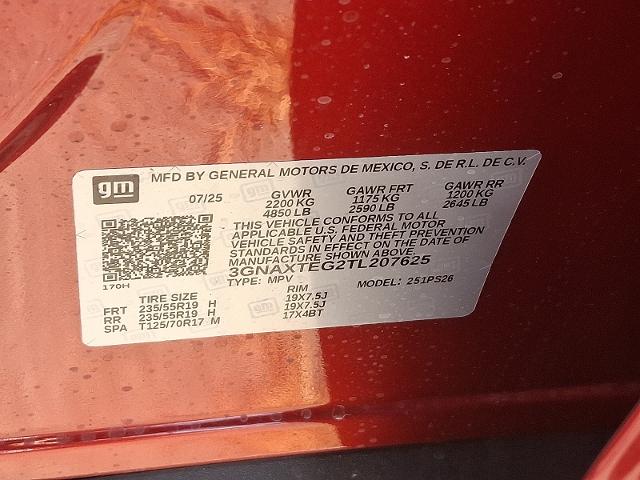 gm
MFD BY GENERAL MOTORS DE MEXICO, S. DE R.L. DE C.V.
07/25 GVWR GAWR FRT GAWR RR
2200 KG 1175 KG 1200 KG
4850 LB 2590 LB 2645 LB
THIS VEHICLE CONFORMS TO ALL
APPLICABLE U.S. FEDERAL MOTOR
VEHICLE SAFETY AND THEFT PREVENTION
STANDARDS IN EFFECT ON THE DATE OF
MANUFACTURE SHOWN ABOVE.
3GNAXTEG2TL207625
170H
TYPE: MPV MODEL: 251PS26
TIRE SIZE RIM
FRT 235/55R19 H 19X7.5J
RR 235/55R19 H 19X7.5J
SPA T125/70R17 M 17X4BT